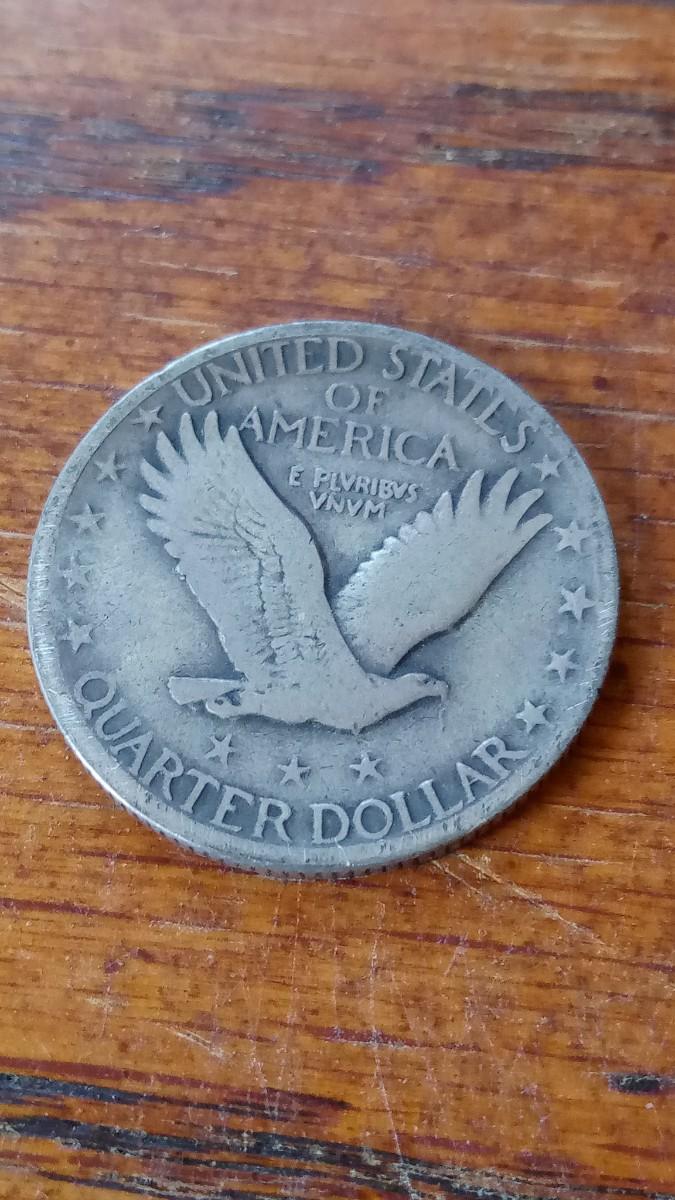 UNITED STATES
OF
AMERICA
E PLVRIBVS
VNVM
QUARTER DOLLAR